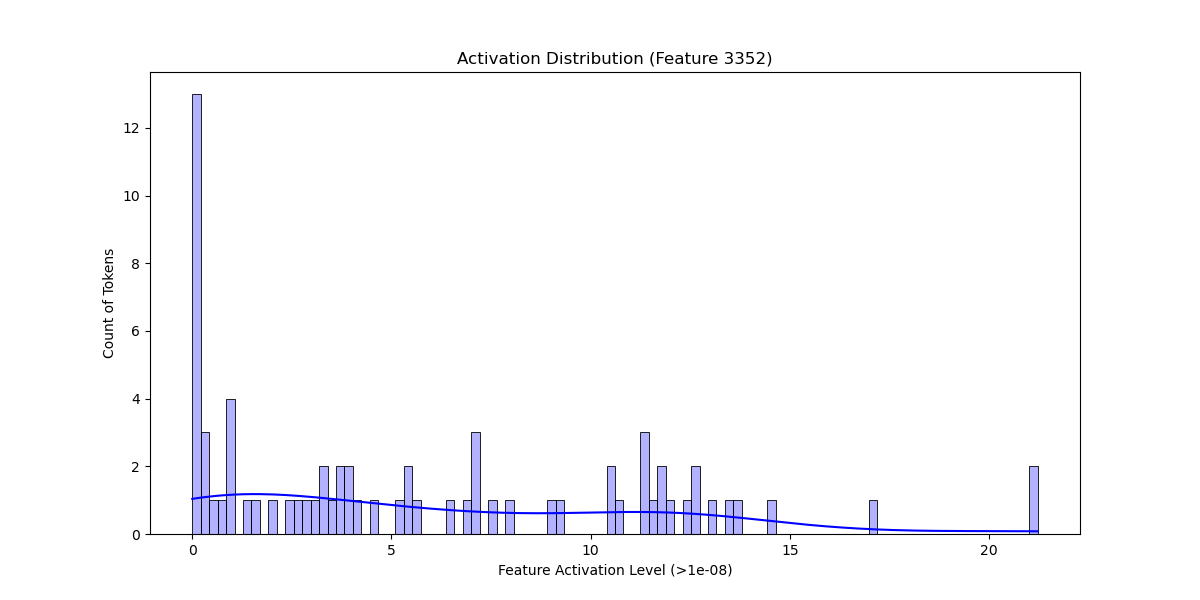 Activation Distribution (Feature 3352)
12
10
8
6
4
2
0
Count of Tokens
0 5 10 15 20
Feature Activation Level (>1e-08)